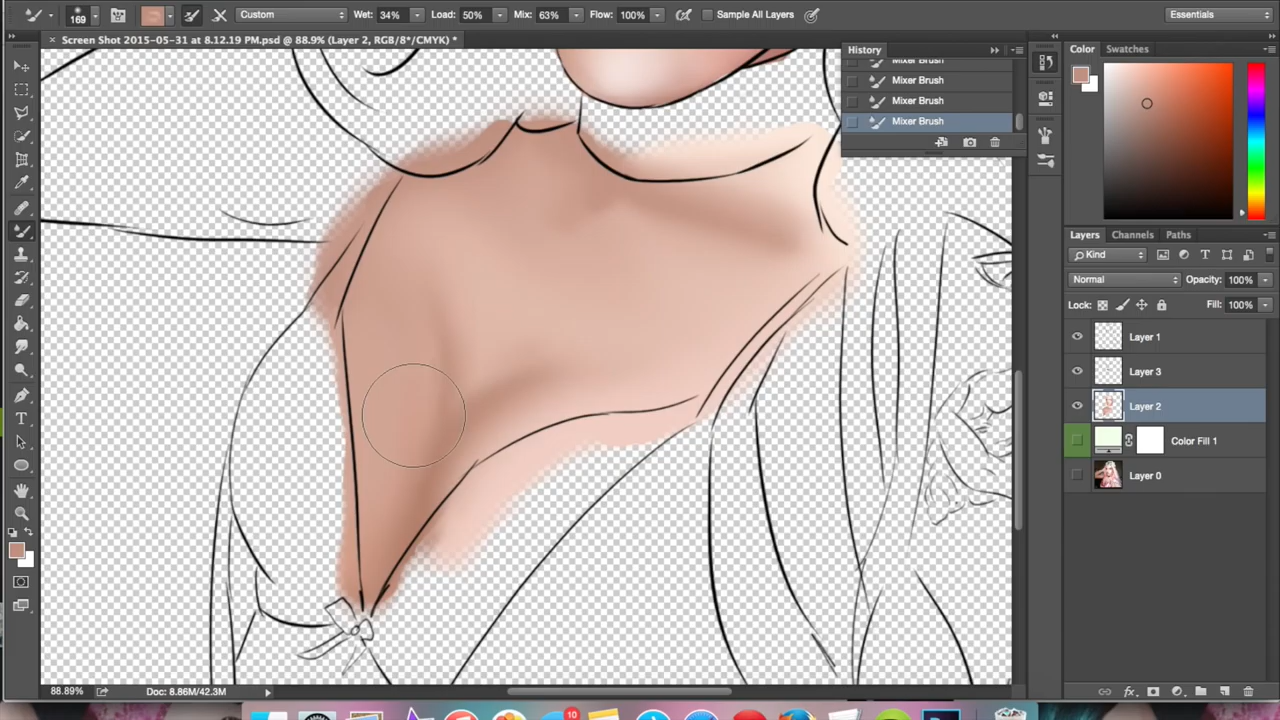 169 Custom Wet: 34% Load: 50% Mix: 63% Flow: 100% Sample All Layers Essentials
× Screen Shot 2015-05-31 at 8.12.19 PM.psd @ 88.9% (Layer 2, RGB/8*/CMYK) *
History
Mixer Brush
Mixer Brush
Mixer Brush
Mixer Brush
Color Swatches
Layers Channels Paths
Kind
Normal Opacity: 100%
Lock: Fill: 100%
Layer 1
Layer 3
Layer 2
Color Fill 1
Layer 0
88.89% Doc: 8.86M/42.3M
10